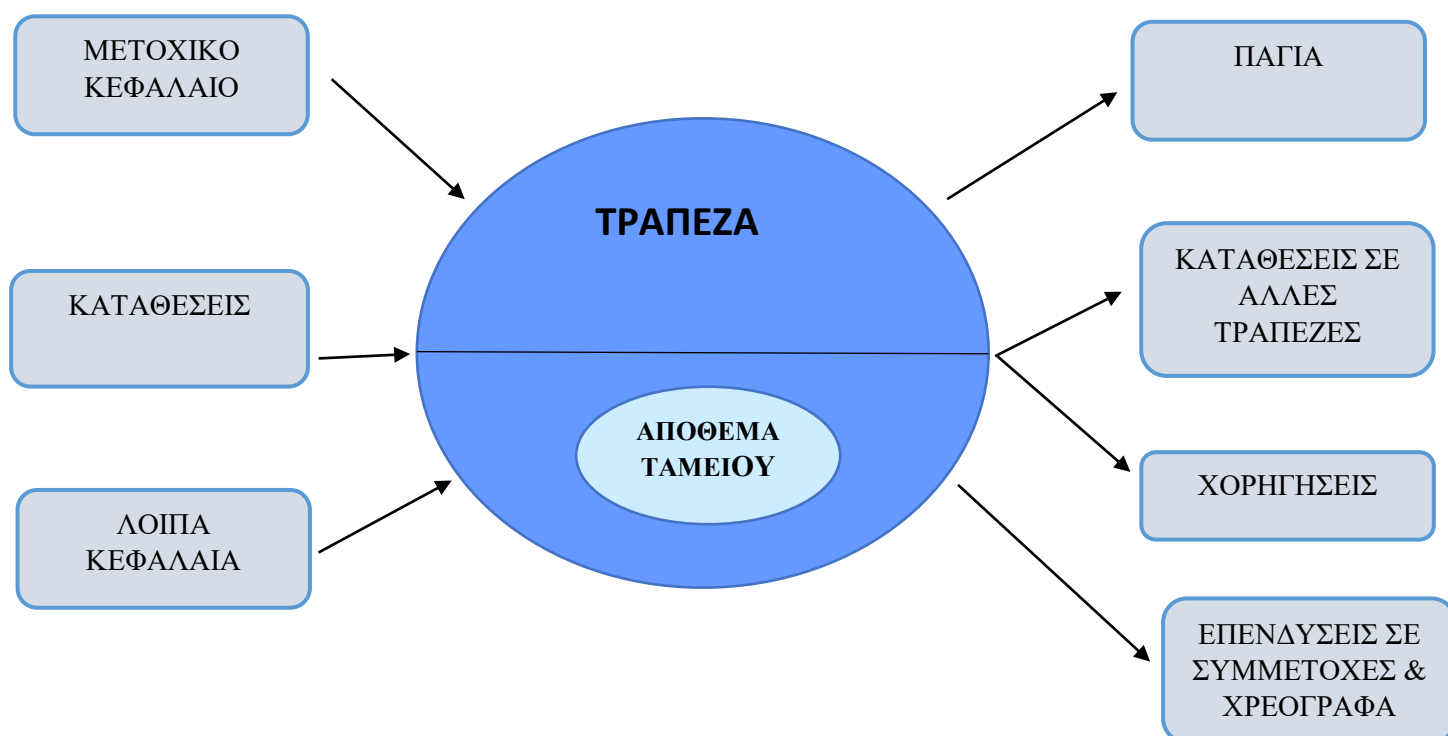 ΜΕΤΟΧΙΚΟ
ΚΕΦΑΛΑΙΟ
ΚΑΤΑΘΕΣΕΙΣ
ΛΟΙΠΑ
ΚΕΦΑΛΑΙΑ
ΤΡΑΠΕΖΑ
ΑΠΟΘΕΜΑ
ΤΑΜΕΙΟΥ
ΠΑΓΙΑ
ΚΑΤΑΘΕΣΕΙΣ ΣΕ
ΑΛΛΕΣ
ΤΡΑΠΕΖΕΣ
ΧΟΡΗΓΗΣΕΙΣ
ΕΠΕΝΔΥΣΕΙΣ ΣΕ
ΣΥΜΜΕΤΟΧΕΣ &
ΧΡΕΟΓΡΑΦΑ